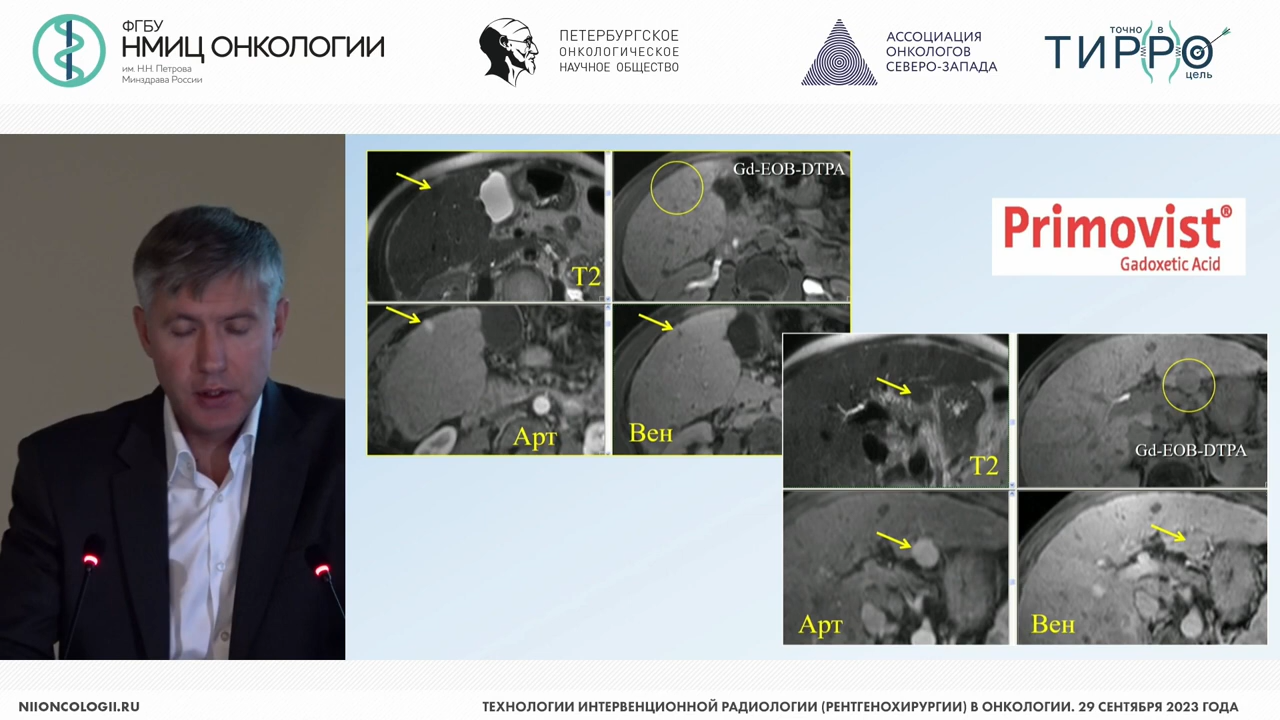 ФГБУ
НМИЦ ОНКОЛОГИИ
им. Н.Н. Петрова
Минздрава России
ПЕТЕРБУРГСКОЕ
ОНКОЛОГИЧЕСКОЕ
НАУЧНОЕ ОБЩЕСТВО
АССОЦИАЦИЯ
ОНКОЛОГОВ
СЕВЕРО-ЗАПАДА
ТОЧНО В
ТИРРО
цель
Gd-EOB-DTPA
T2
Арт
Вен
Primovist®
Gadoxetic Acid
T2
Gd-EOB-DTPA
Арт
Вен
NIIONCOLOGII.RU
ТЕХНОЛОГИИ ИНТЕРВЕНЦИОННОЙ РАДИОЛОГИИ (РЕНТГЕНОХИРУРГИИ) В ОНКОЛОГИИ. 29 СЕНТЯБРЯ 2023 ГОДА